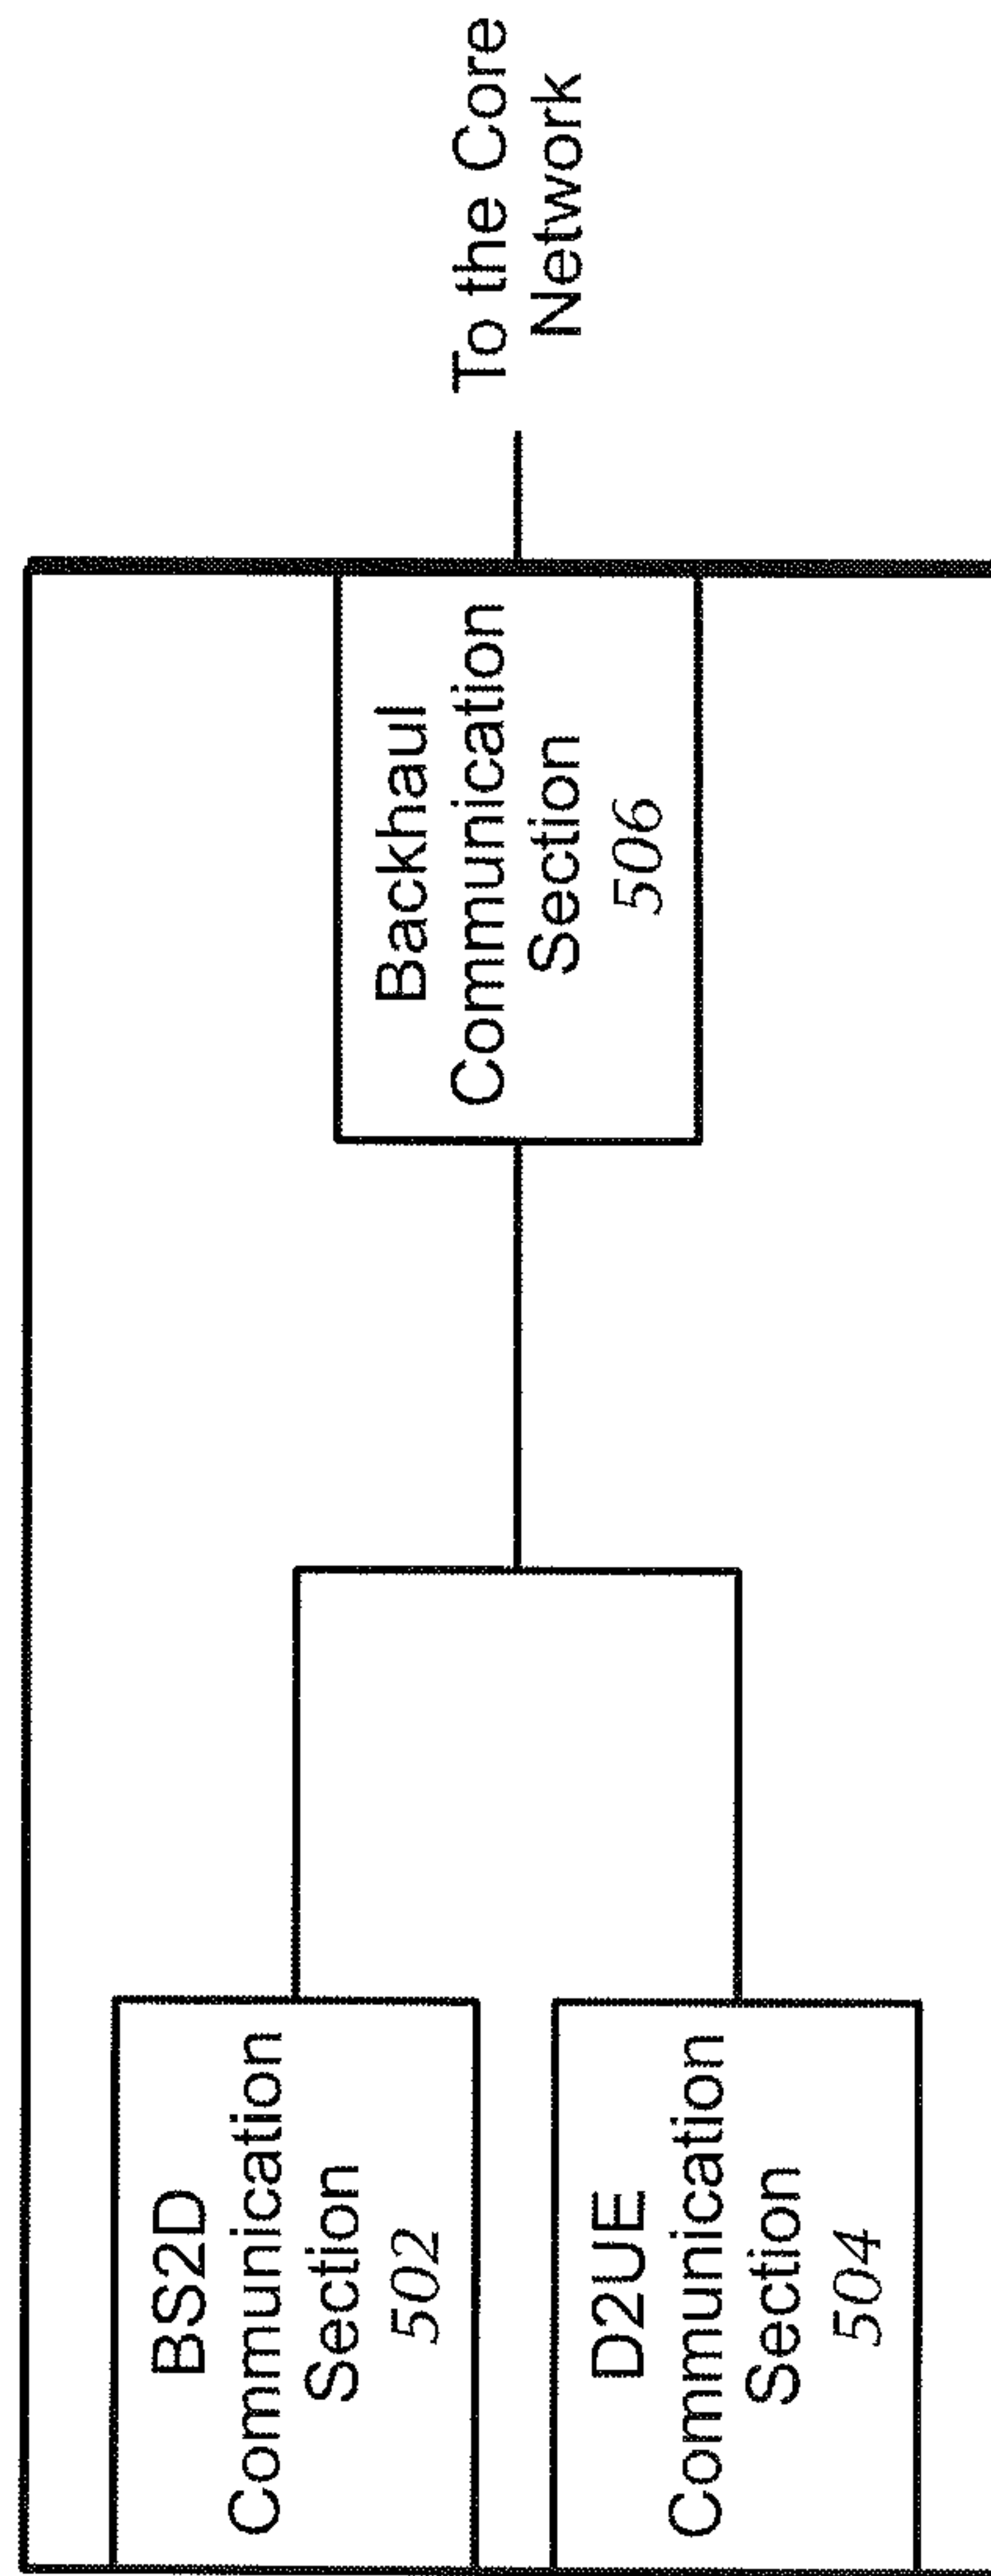 BS2D
Communication
Section
502
D2UE
Communication
Section
504
Backhaul
Communication
Section
506
To the Core
Network